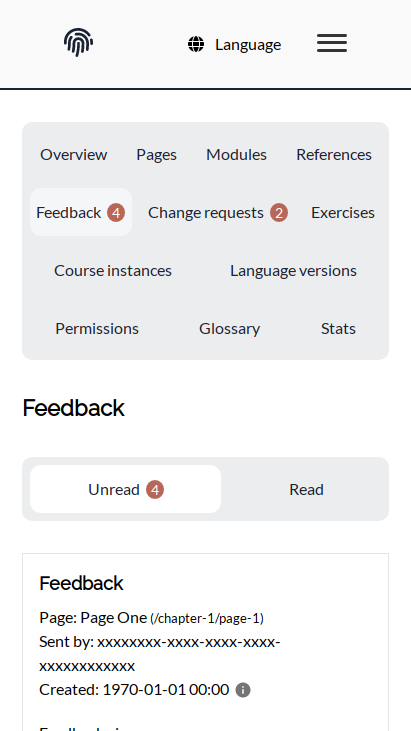 Language
Overview Pages Modules References
Feedback 4 Change requests 2 Exercises
Course instances Language versions
Permissions Glossary Stats
Feedback
Unread 4 Read
Feedback
Page: Page One (/chapter-1/page-1)
Sent by: xxxxxxxx-xxxx-xxxx-xxxx-
xxxxxxxxxxxx
Created: 1970-01-01 00:00